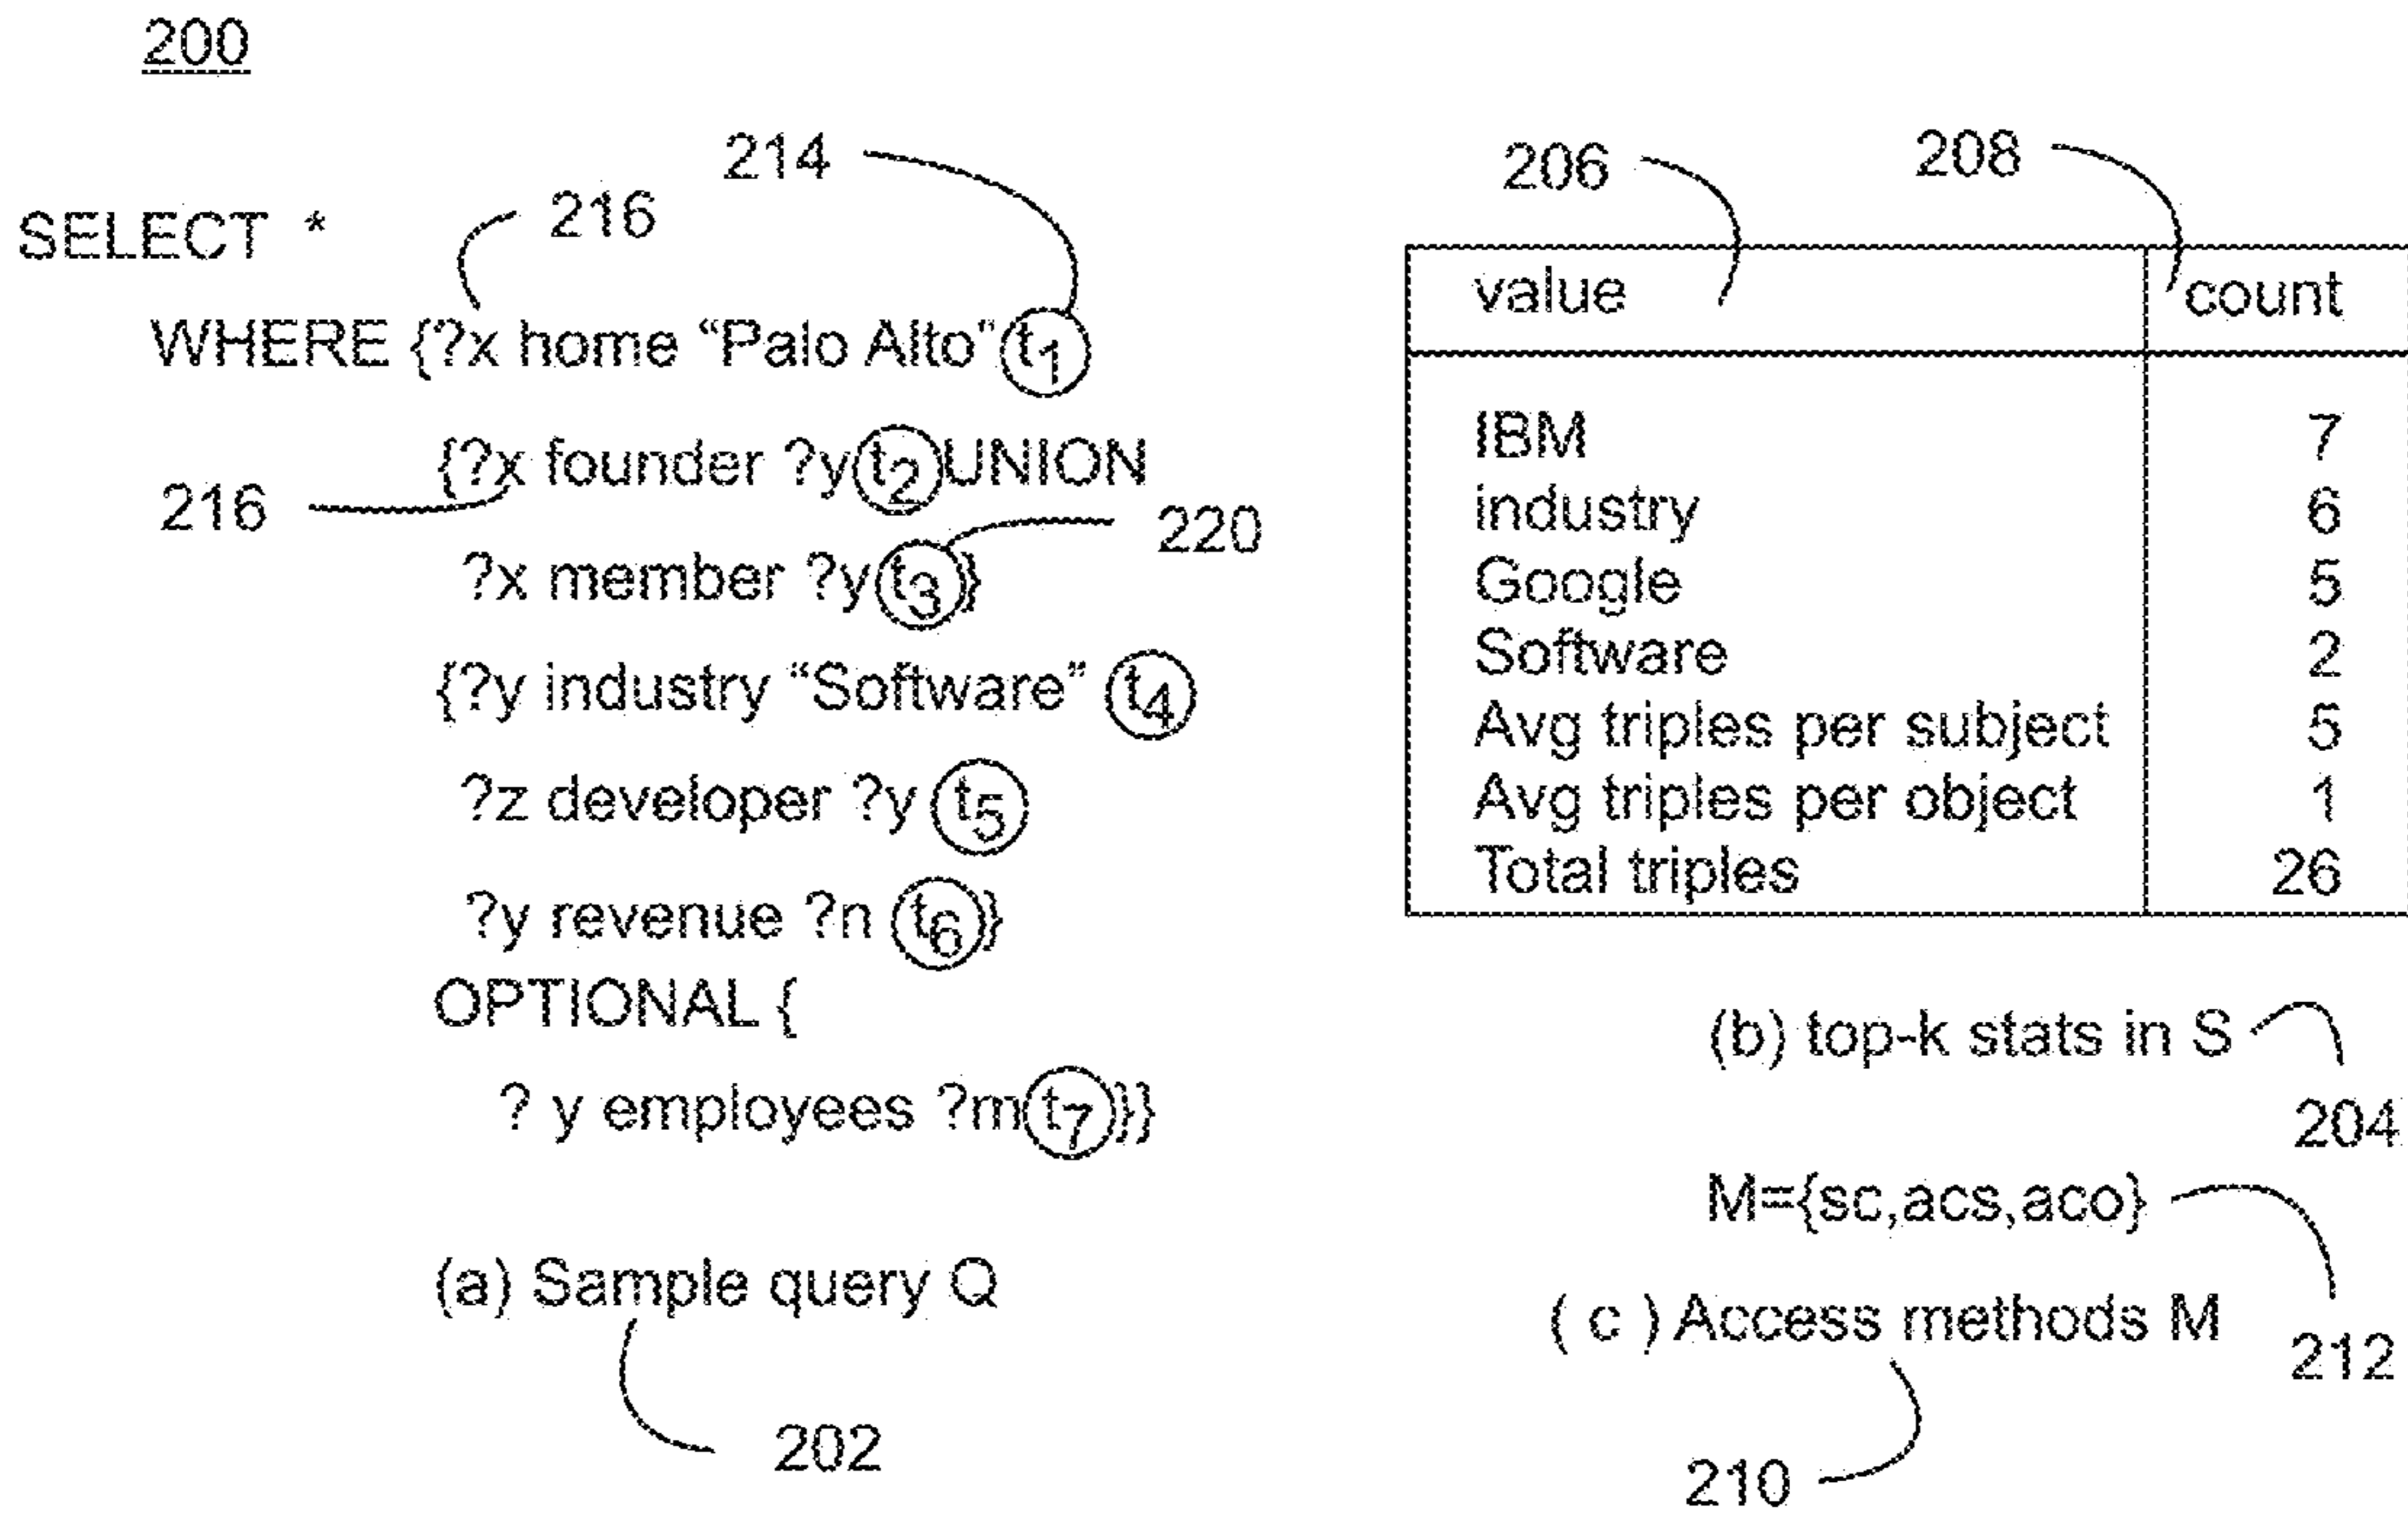 200
214
216
SELECT *
WHERE {?x home “Palo Alto” t1
{?x founder ?y t2 UNION
216
220
?x member ?y t3 }
{?y industry “Software” t4
?z developer ?y t5
?y revenue ?n t6 }
OPTIONAL {
? y employees ?m t7 }}
(a) Sample query Q
202
206
208
value count
IBM 7
industry 6
Google 5
Software 2
Avg triples per subject 5
Avg triples per object 1
Total triples 26
(b) top-k stats in S
204
M={sc,acs,aco}
( c ) Access methods M
212
210